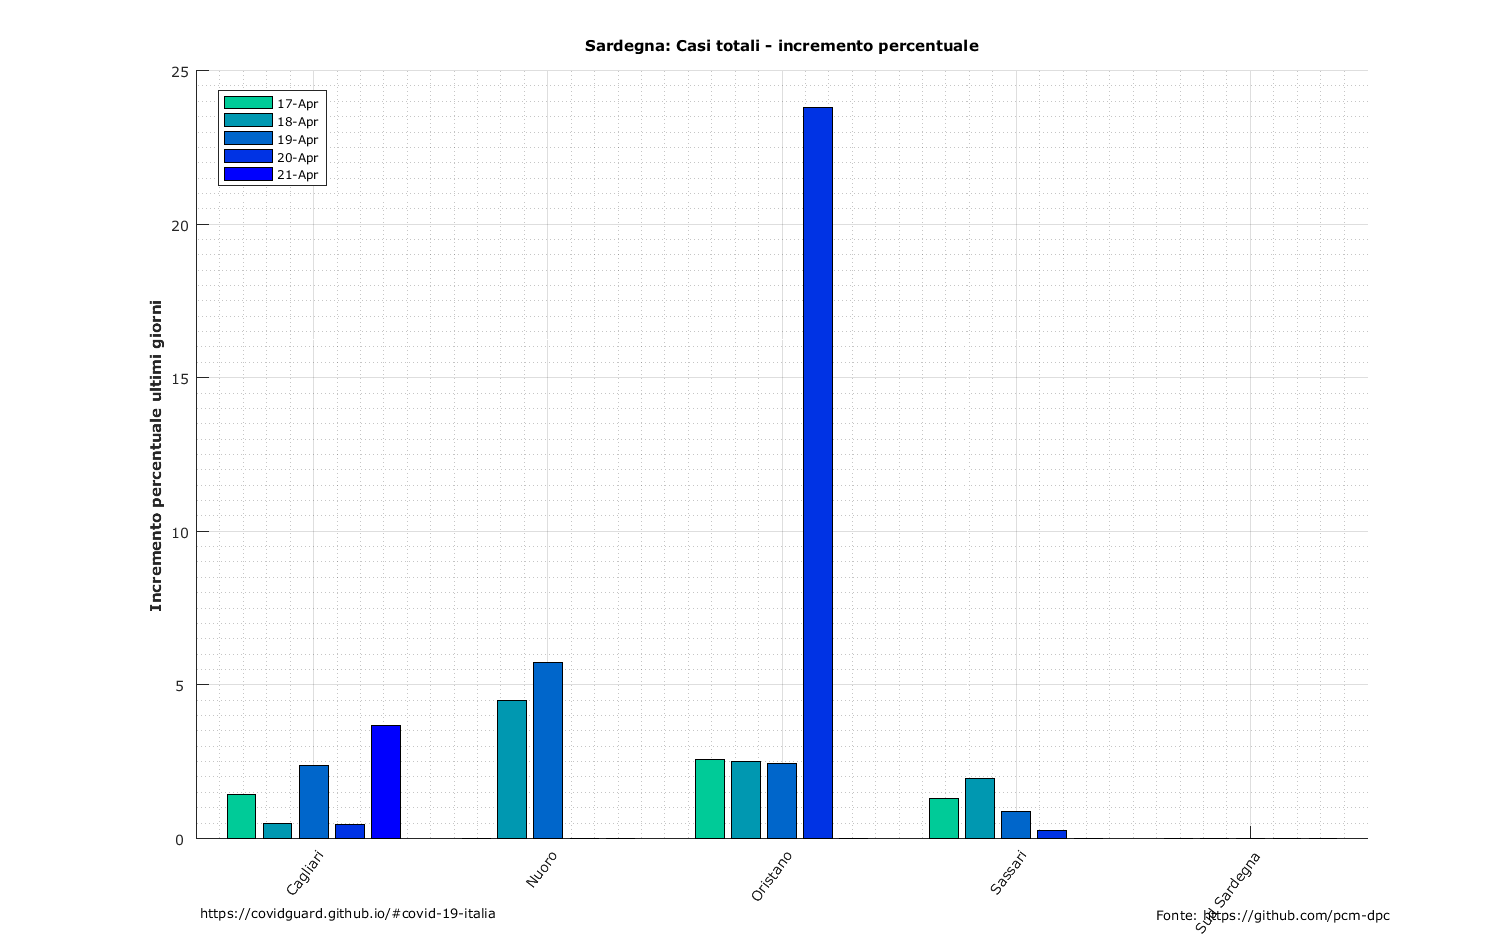 Sardegna: Casi totali - incremento percentuale
25
20
15
10
5
0
17-Apr
18-Apr
19-Apr
20-Apr
21-Apr
Incremento percentuale ultimi giorni
Cagliari
Nuoro
Oristano
Sassari
Sud Sardegna
https://covidguard.github.io/#covid-19-italia
Fonte: https://github.com/pcm-dpc